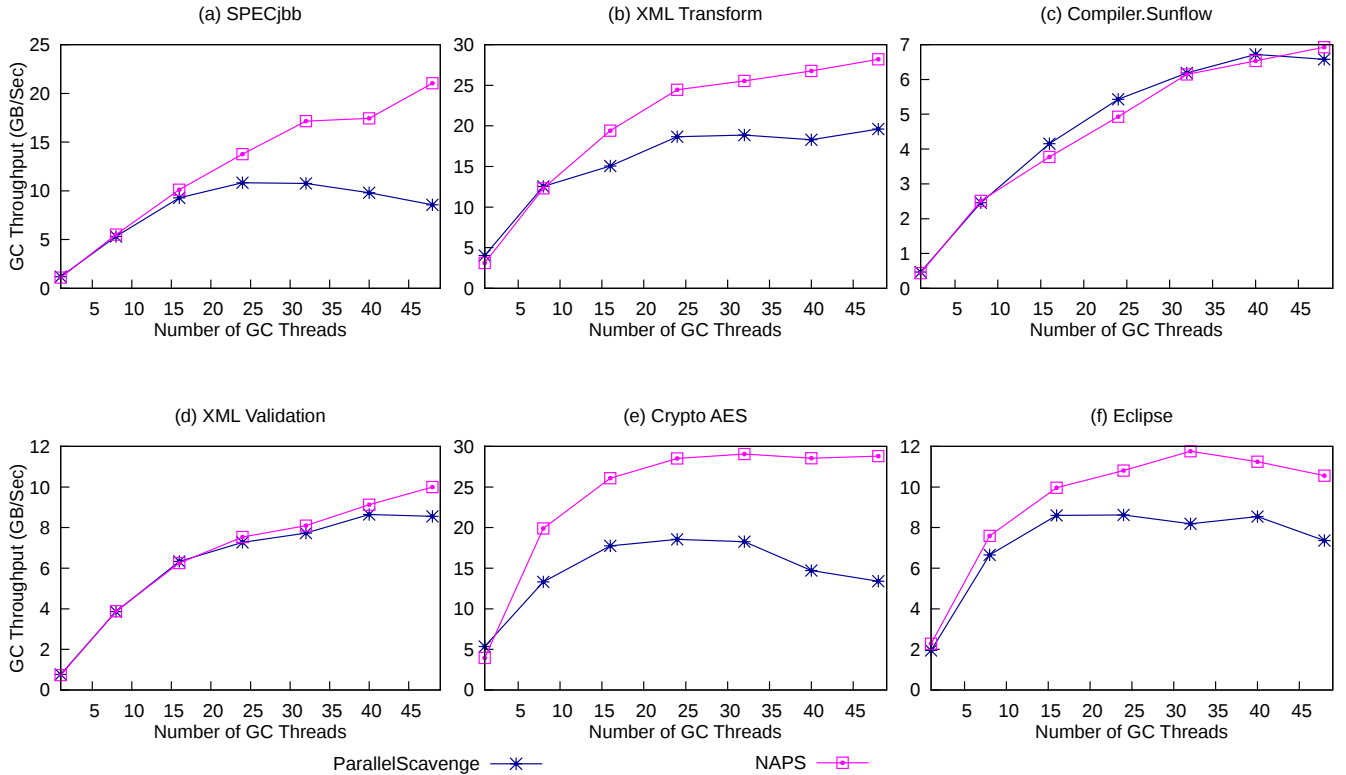 (a) SPECjbb
GC Throughput (GB/Sec)
25
20
15
10
5
0
5 10 15 20 25 30 35 40 45
Number of GC Threads
(b) XML Transform
30
25
20
15
10
5
0
5 10 15 20 25 30 35 40 45
Number of GC Threads
(c) Compiler.Sunflow
7
6
5
4
3
2
1
0
5 10 15 20 25 30 35 40 45
Number of GC Threads
(d) XML Validation
GC Throughput (GB/Sec)
12
10
8
6
4
2
0
5 10 15 20 25 30 35 40 45
Number of GC Threads
(e) Crypto AES
30
25
20
15
10
5
0
5 10 15 20 25 30 35 40 45
Number of GC Threads
(f) Eclipse
12
10
8
6
4
2
0
5 10 15 20 25 30 35 40 45
Number of GC Threads
ParallelScavenge NAPS